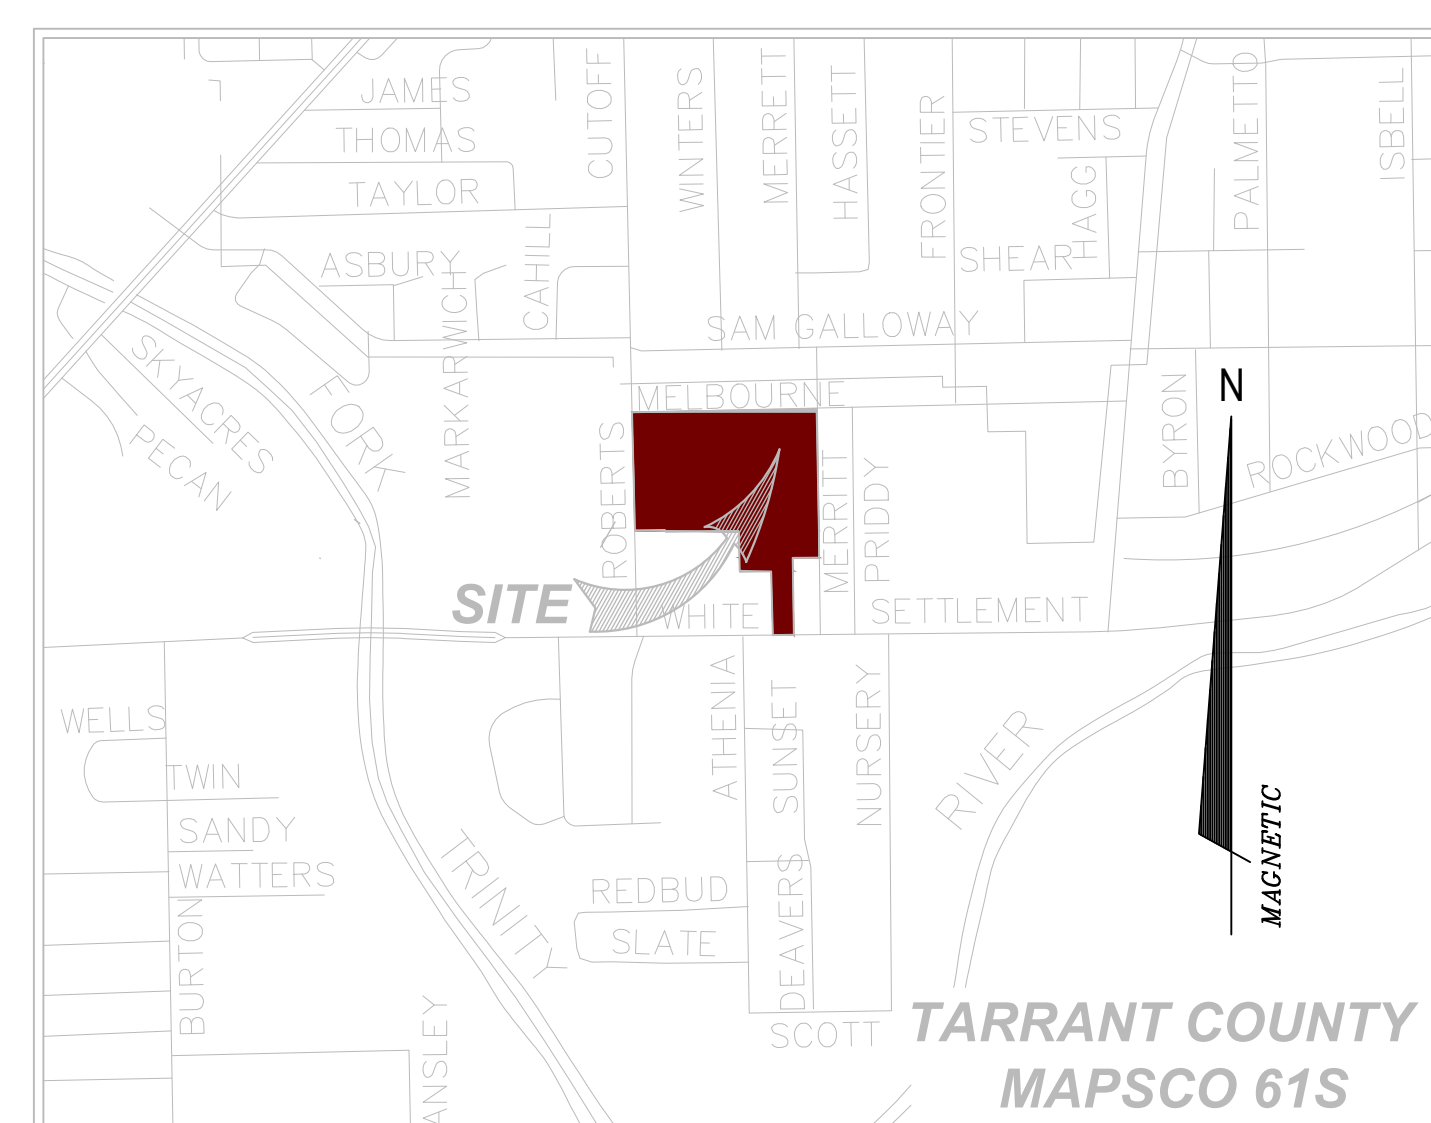 JAMES
THOMAS
TAYLOR
ASBURY
CUTOFF
WINTERS
MERRETT
HASSETT
FRONTIER
STEVENS
HAGG
SHEAR
PALMETTO
ISBELL
CAHILL
MARKARWICH
SAM GALLOWAY
MELBOURNE
SKYACRES
PECAN
FORK
ROBERTS
MERRITT
PRIDDY
BYRON
ROCKWOOD
N
SITE
WHITE
SETTLEMENT
WELLS
TWIN
SANDY
WATTERS
BURTON
ANSLEY
TRINITY
ATHENIA
SUNSET
NURSERY
RIVER
REDBUD
SLATE
DEAVERS
SCOTT
MAGNETIC
TARRANT COUNTY
MAPSCO 61S